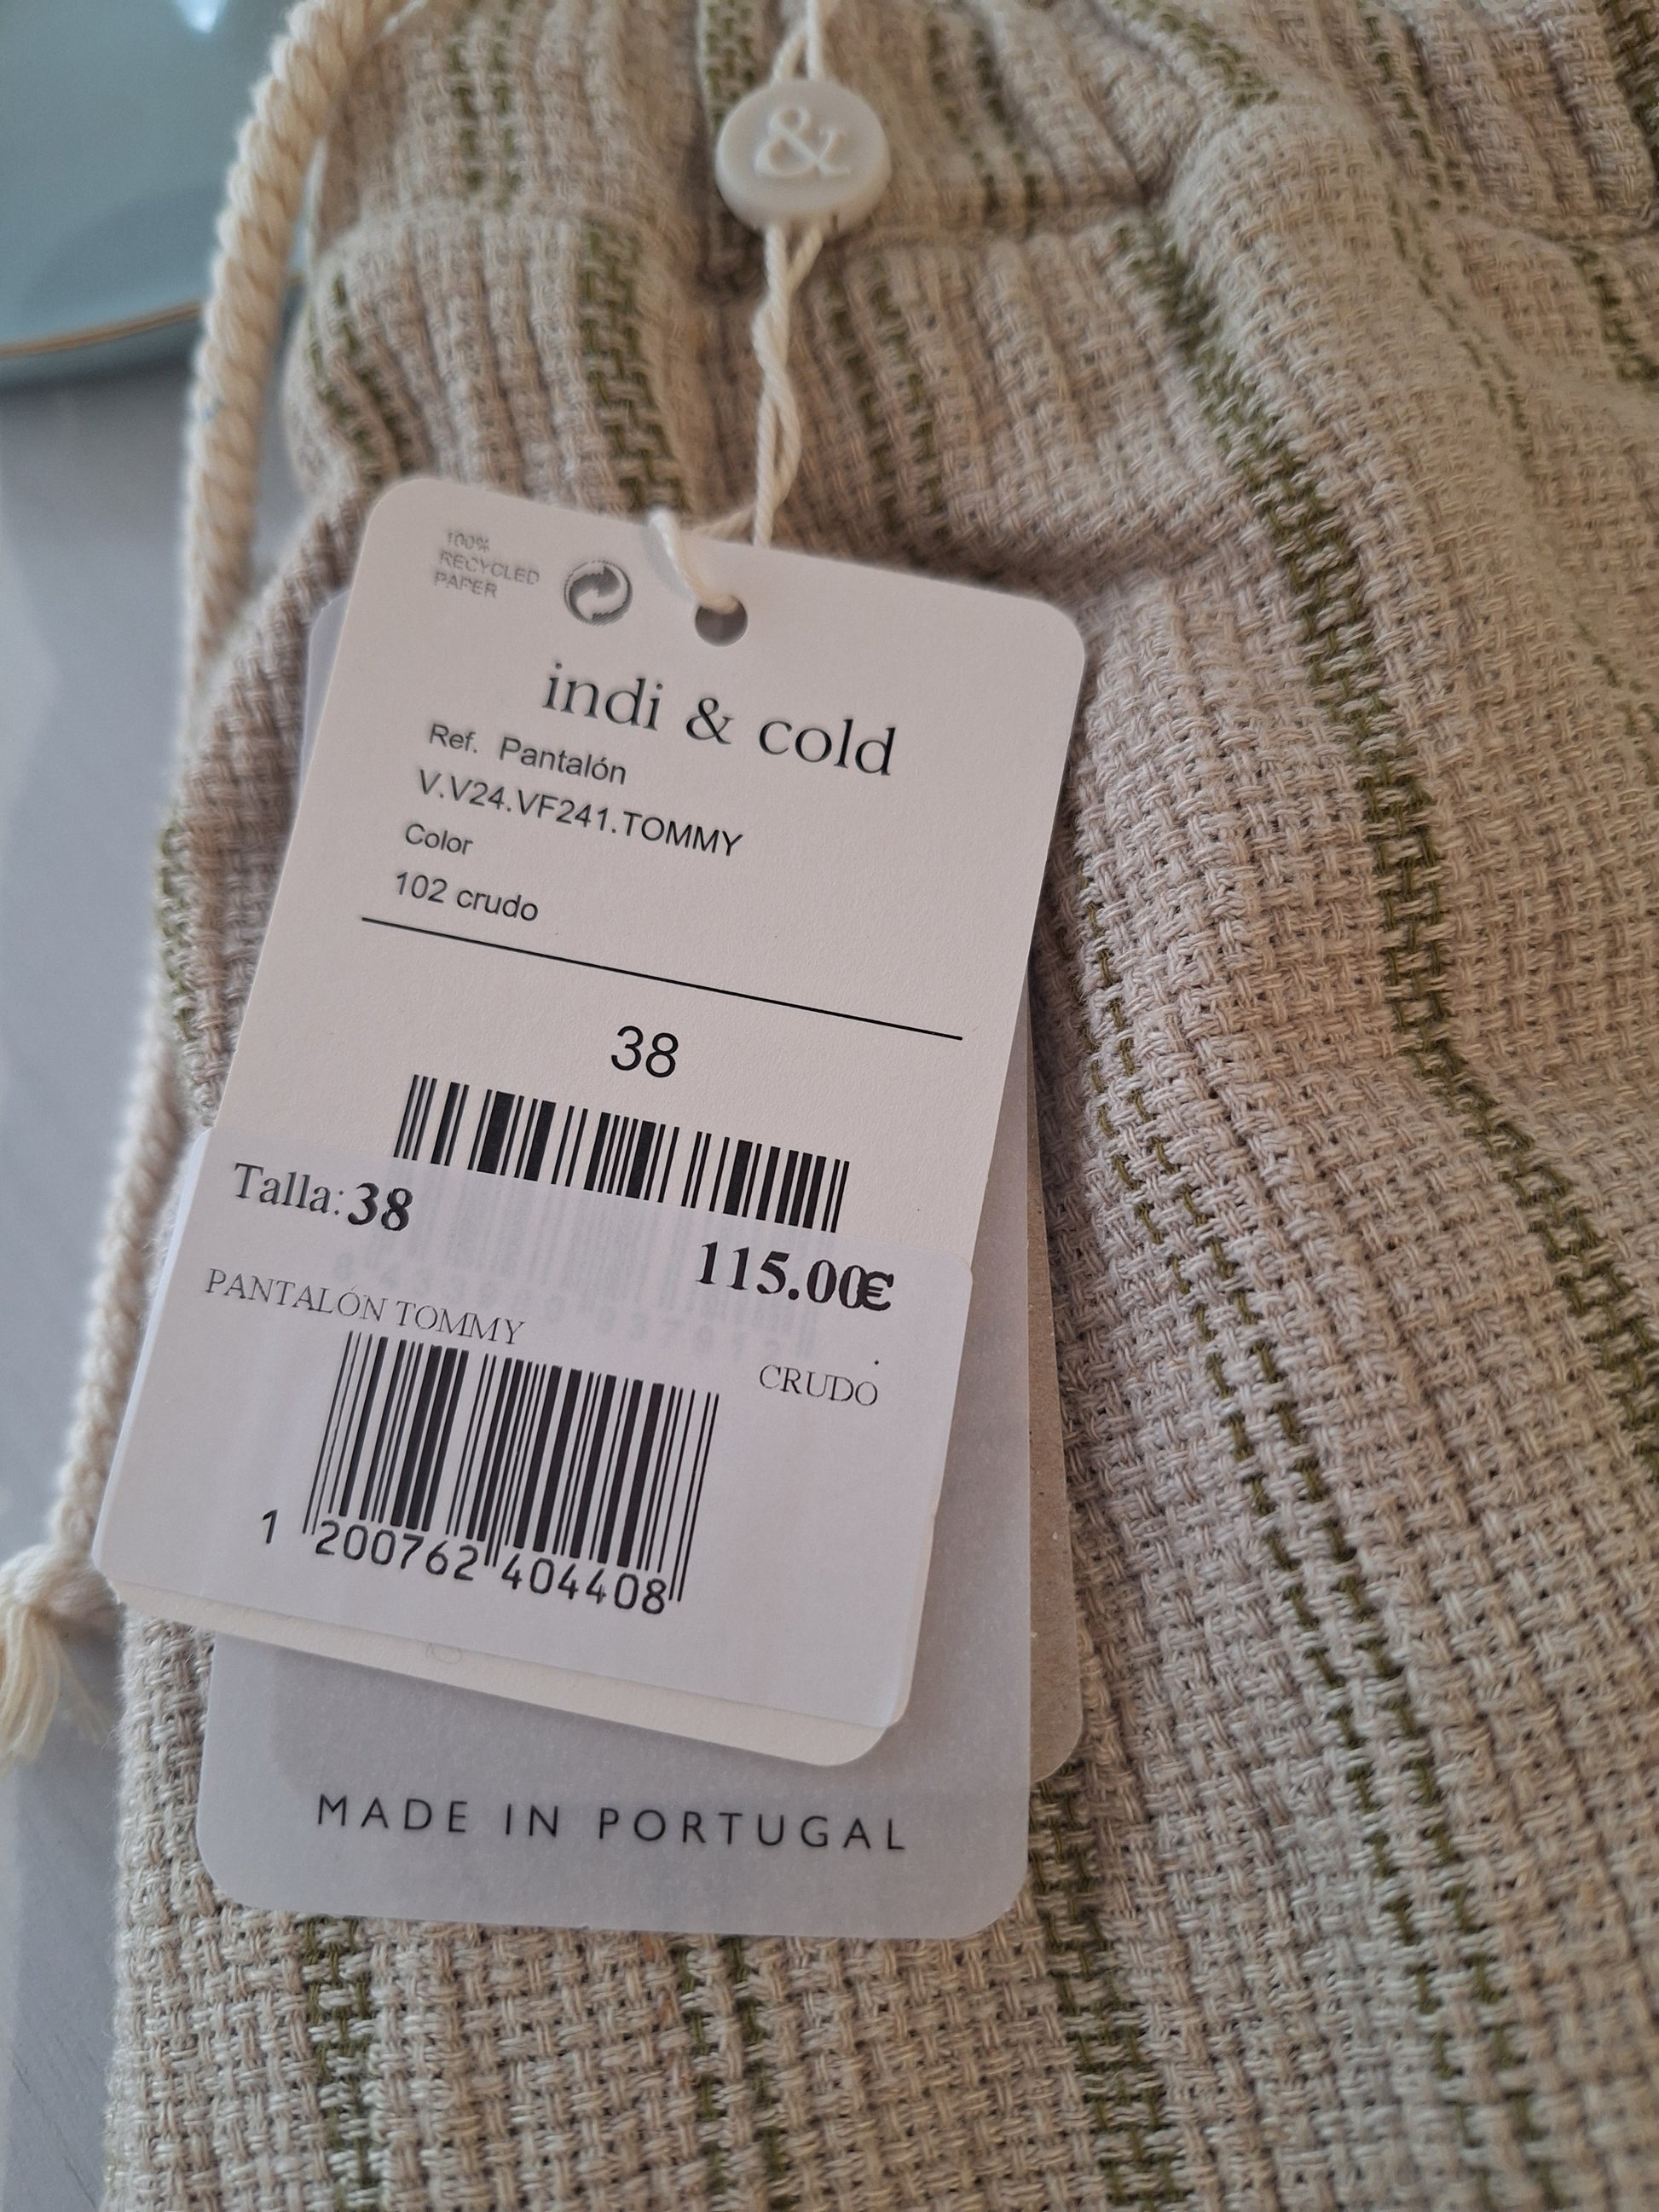 &
100%
RECYCLED
PAPER
indi & cold
Ref. Pantalón
V.V24.VF241.TOMMY
Color
102 crudo
38
Talla: 38
115.00€
PANTALÓN TOMMY
CRUDO
1 200762 404408
MADE IN PORTUGAL